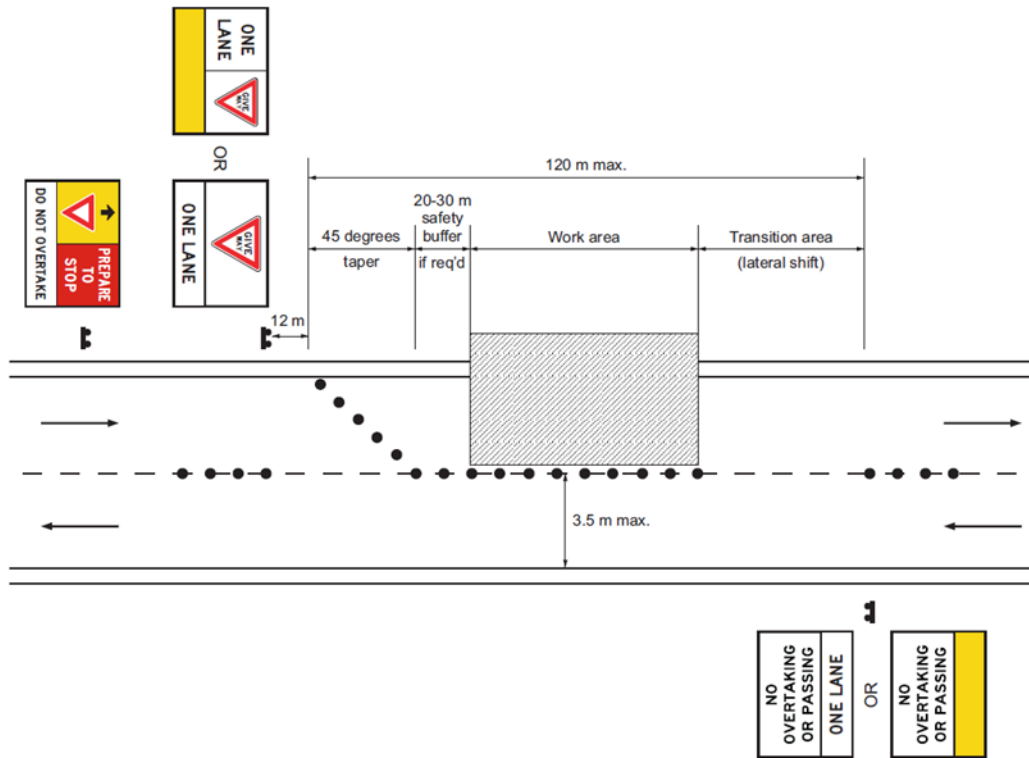 ONE
LANE
GIVE
WAY
OR
PREPARE
TO
STOP
DO NOT OVERTAKE
GIVE
WAY
ONE LANE
120 m max.
20-30 m
safety
buffer
if req'd
45 degrees
taper
Work area
Transition area
(lateral shift)
12 m
3.5 m max.
NO
OVERTAKING
OR PASSING
ONE LANE
OR
NO
OVERTAKING
OR PASSING